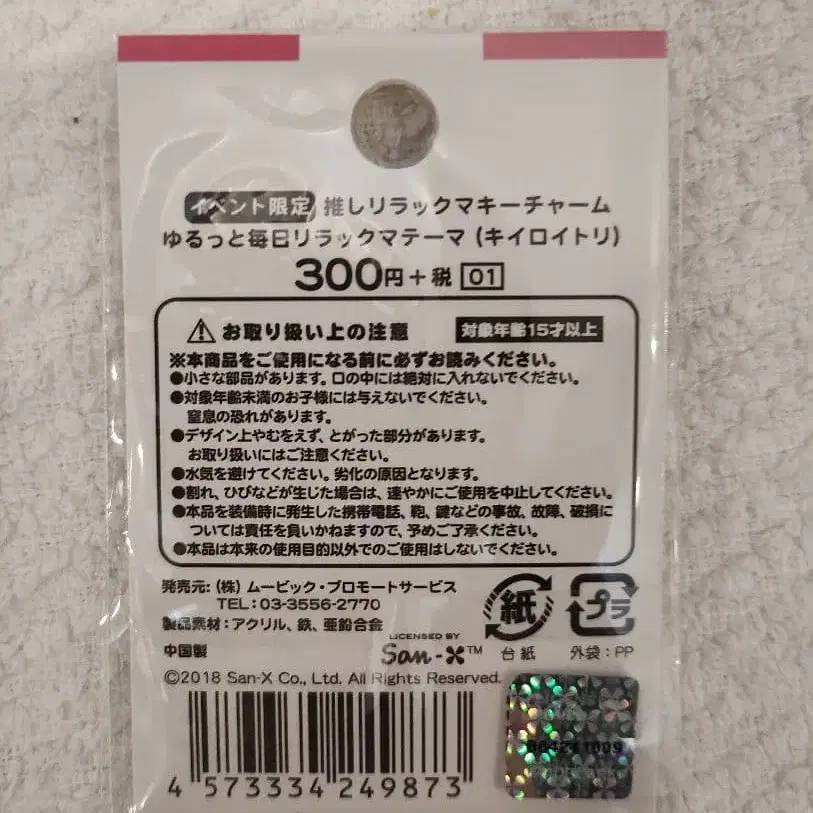 イベント限定 推しリラックマキーチャーム
ゆるっと毎日リラックマテーマ (キイロイトリ)
300円+税 01
お取り扱い上の注意 対象年齢15才以上
※本商品をご使用になる前に必ずお読みください。
●小さな部品があります。口の中には絶対に入れないでください。
●対象年齢未満のお子様には与えないでください。
窒息の恐れがあります。
●デザイン上やむをえず、とがった部分があります。
お取り扱いにはご注意ください。
●水気を避けてください。劣化の原因となります。
●割れ、ひびなどが生じた場合は、速やかにご使用を中止してください。
●本品を装備時に発生した携帯電話、鞄、鍵などの事故、故障、破損に
ついては責任を負いかねますので、予めご了承ください。
●本品は本来の使用目的以外でのご使用はしないでください。
発売元: (株) ムービック・プロモートサービス
TEL:03-3556-2770
製品素材:アクリル、鉄、亜鉛合金
中国製
LICENSED BY
San-X™
紙
台紙
プラ
外袋:PP
©2018 San-X Co., Ltd. All Rights Reserved.
4 573334 249873